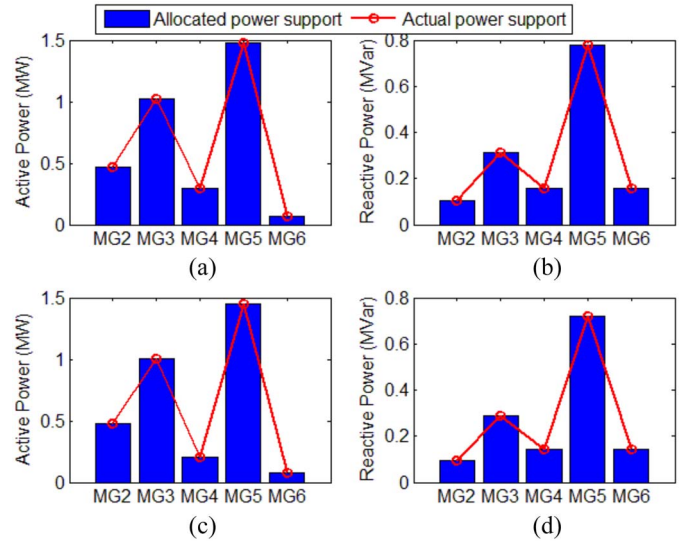 Allocated power support Actual power support
Active Power (MW)
1.5
1
0.5
0
MG2 MG3 MG4 MG5 MG6
(a)
Reactive Power (MVar)
0.8
0.6
0.4
0.2
0
MG2 MG3 MG4 MG5 MG6
(b)
Active Power (MW)
1.5
1
0.5
0
MG2 MG3 MG4 MG5 MG6
(c)
Reactive Power (MVar)
0.8
0.6
0.4
0.2
0
MG2 MG3 MG4 MG5 MG6
(d)